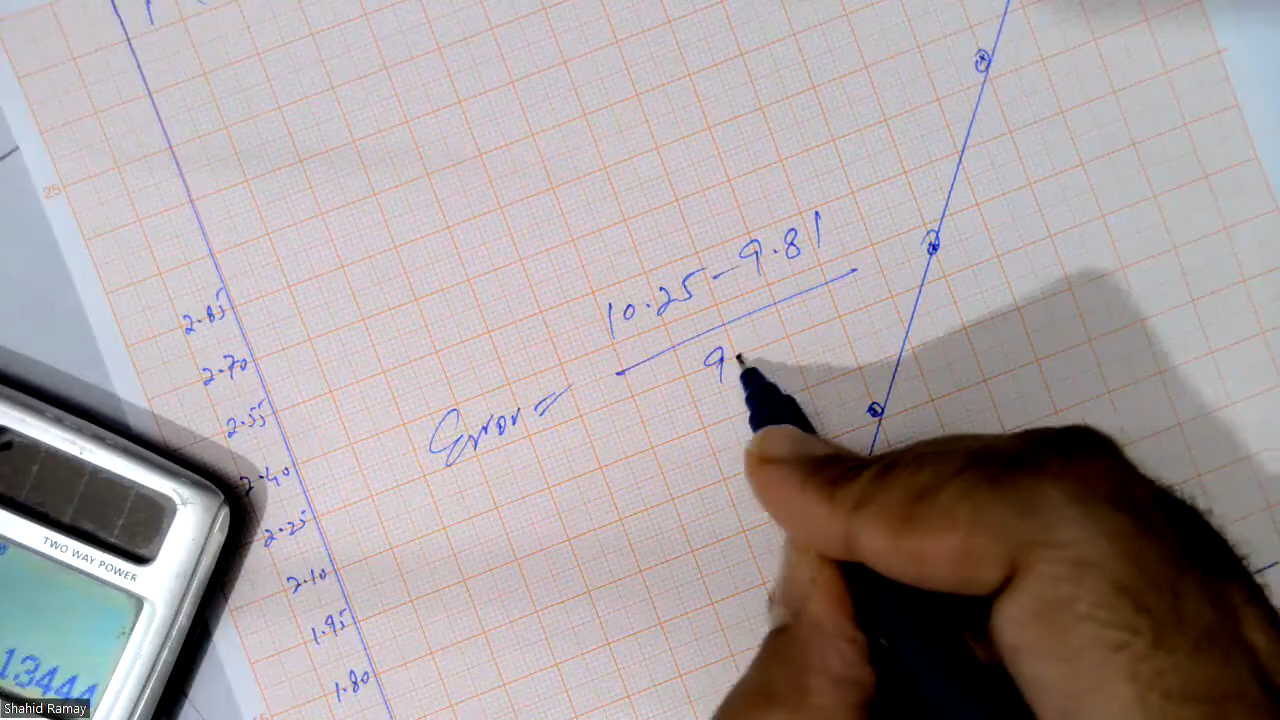 25
2.85
2.70
2.55
2.40
2.25
2.10
1.95
1.80
10.25 - 9.81
9
Error =
TWO WAY POWER
13444
Shahid Ramay